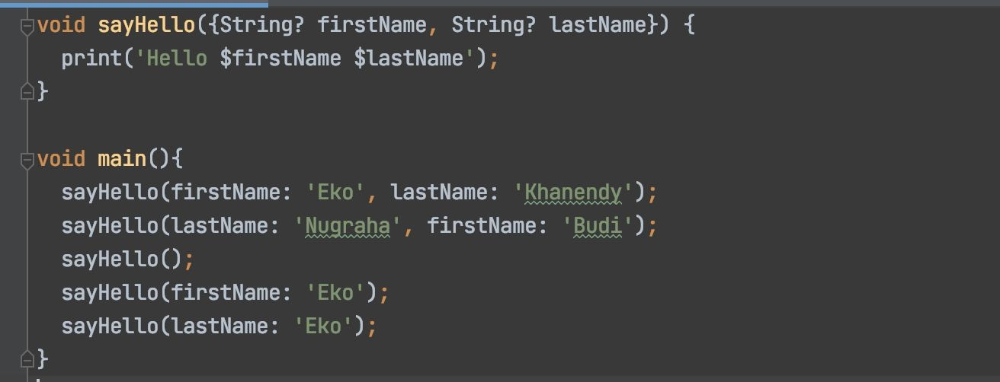 void sayHello({String? firstName, String? lastName}) {
  print('Hello $firstName $lastName');
}
void main(){
  sayHello(firstName: 'Eko', lastName: 'Khanendy');
  sayHello(lastName: 'Nugraha', firstName: 'Budi');
  sayHello();
  sayHello(firstName: 'Eko');
  sayHello(lastName: 'Eko');
}